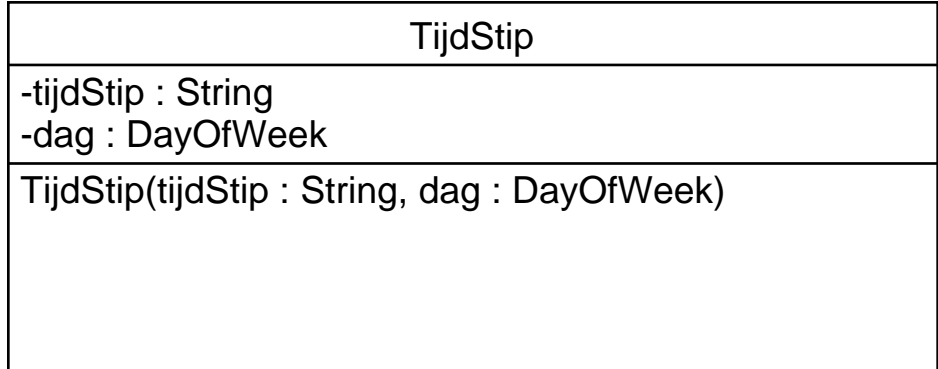 TijdStip
-tijdStip : String
-dag : DayOfWeek
TijdStip(tijdStip : String, dag : DayOfWeek)